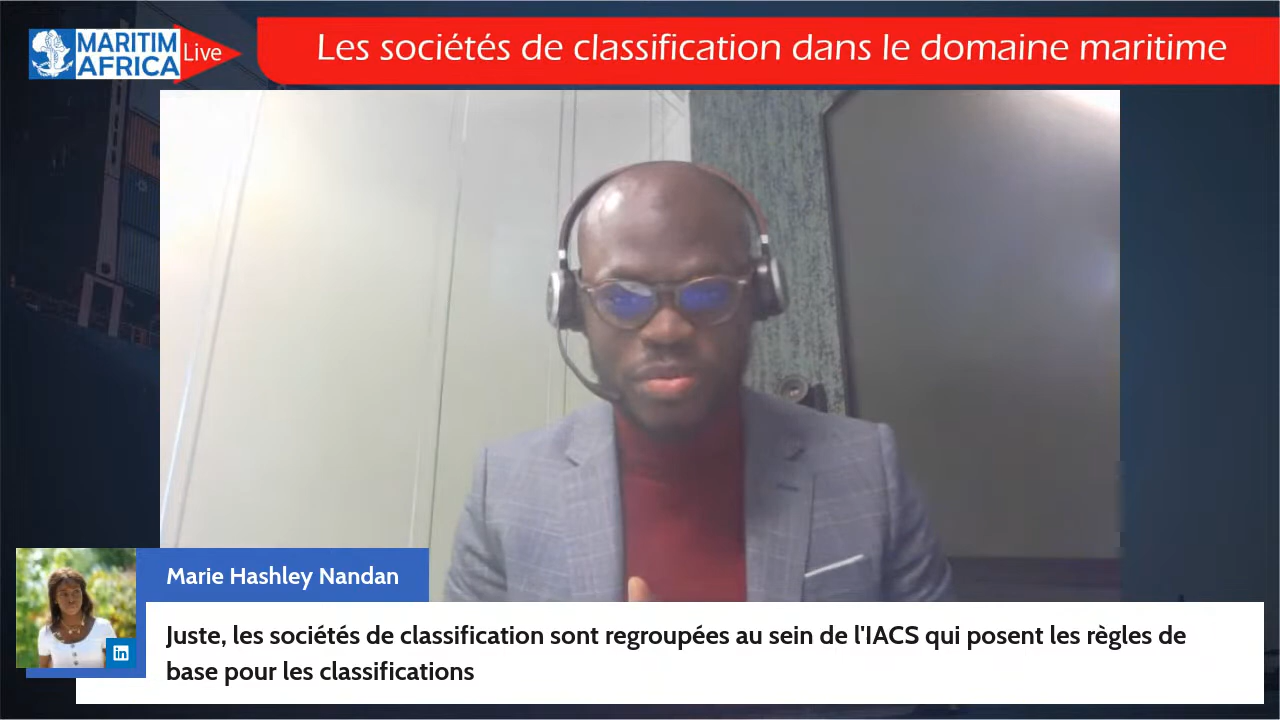 MARITIM
AFRICA
Live
Les sociétés de classification dans le domaine maritime
Marie Hashley Nandan
in
Juste, les sociétés de classification sont regroupées au sein de l'IACS qui posent les règles de
base pour les classifications